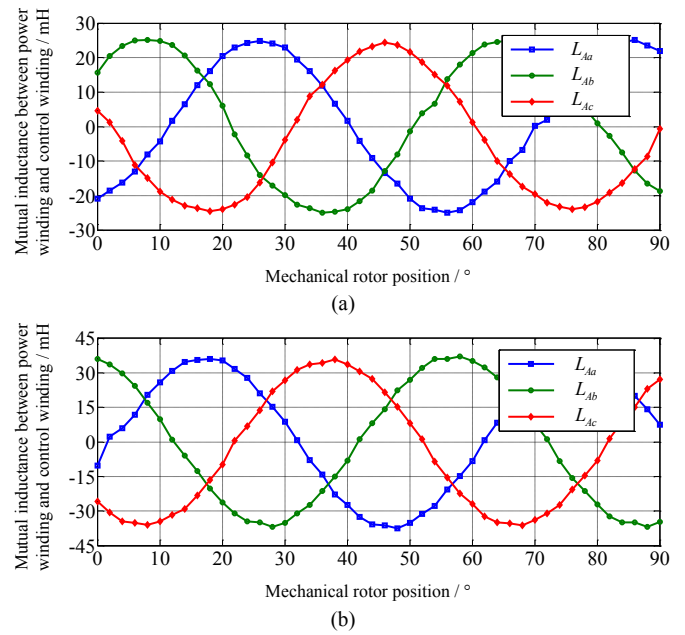 Mutual inductance between power
winding and control winding / mH
30
20
10
0
-10
-20
-30
L_Aa
L_Ab
L_Ac
0 10 20 30 40 50 60 70 80 90
Mechanical rotor position / °
(a)
Mutual inductance between power
winding and control winding / mH
45
30
15
0
-15
-30
-45
L_Aa
L_Ab
L_Ac
0 10 20 30 40 50 60 70 80 90
Mechanical rotor position / °
(b)